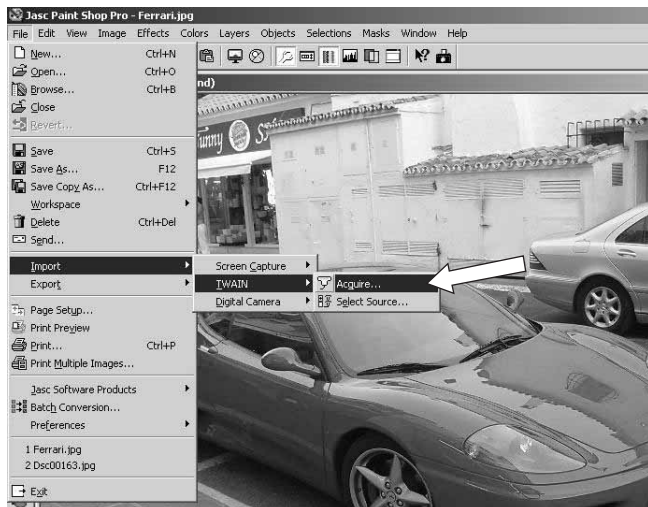 Jasc Paint Shop Pro - Ferrari.jpg
File Edit View Image Effects Colors Layers Objects Selections Masks Window Help
New... Ctrl+N
Open... Ctrl+O
Browse... Ctrl+B
nd)
Close
Revert...
Save Ctrl+S
Save As... F12
Save Copy As... Ctrl+F12
Workspace
Delete Ctrl+Del
Send...
Import
Screen Capture
Export
TWAIN
Acquire...
Digital Camera
Select Source...
Page Setup...
Print Preview
Print... Ctrl+P
Print Multiple Images...
Jasc Software Products
Batch Conversion...
Preferences
1 Ferrari.jpg
2 Dsc00163.jpg
Exit